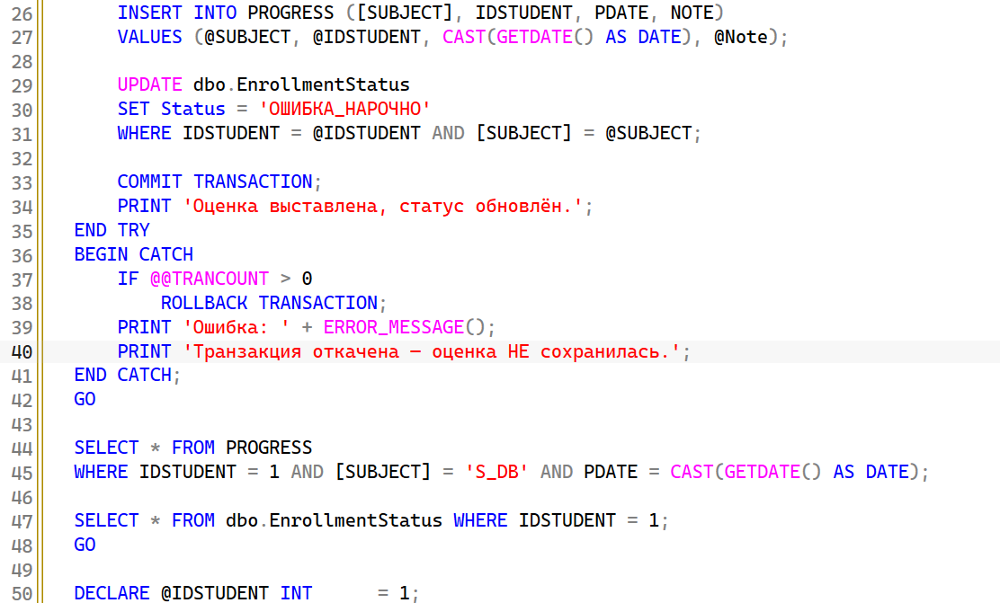 26 INSERT INTO PROGRESS ([SUBJECT], IDSTUDENT, PDATE, NOTE)
27 VALUES (@SUBJECT, @IDSTUDENT, CAST(GETDATE() AS DATE), @Note);
28
29 UPDATE dbo.EnrollmentStatus
30 SET Status = 'ОШИБКА_НАРОЧНО'
31 WHERE IDSTUDENT = @IDSTUDENT AND [SUBJECT] = @SUBJECT;
32
33 COMMIT TRANSACTION;
34 PRINT 'Оценка выставлена, статус обновлён.';
35 END TRY
36 BEGIN CATCH
37 IF @@TRANCOUNT > 0
38 ROLLBACK TRANSACTION;
39 PRINT 'Ошибка: ' + ERROR_MESSAGE();
40 PRINT 'Транзакция откачена — оценка НЕ сохранилась.';
41 END CATCH;
42 GO
43
44 SELECT * FROM PROGRESS
45 WHERE IDSTUDENT = 1 AND [SUBJECT] = 'S_DB' AND PDATE = CAST(GETDATE() AS DATE);
46
47 SELECT * FROM dbo.EnrollmentStatus WHERE IDSTUDENT = 1;
48 GO
49
50 DECLARE @IDSTUDENT INT = 1;